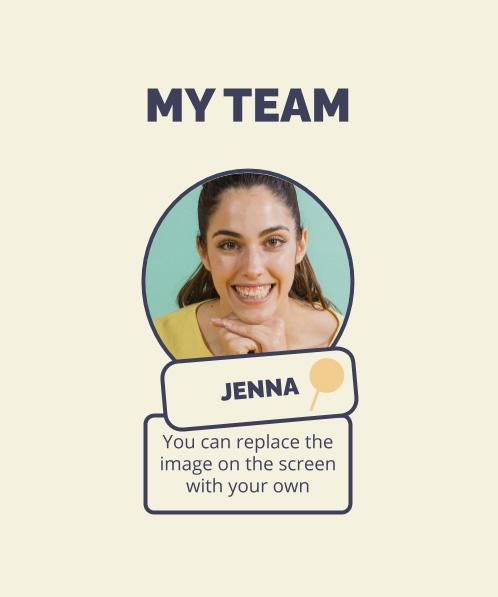 MY TEAM
JENNA
You can replace the
image on the screen
with your own